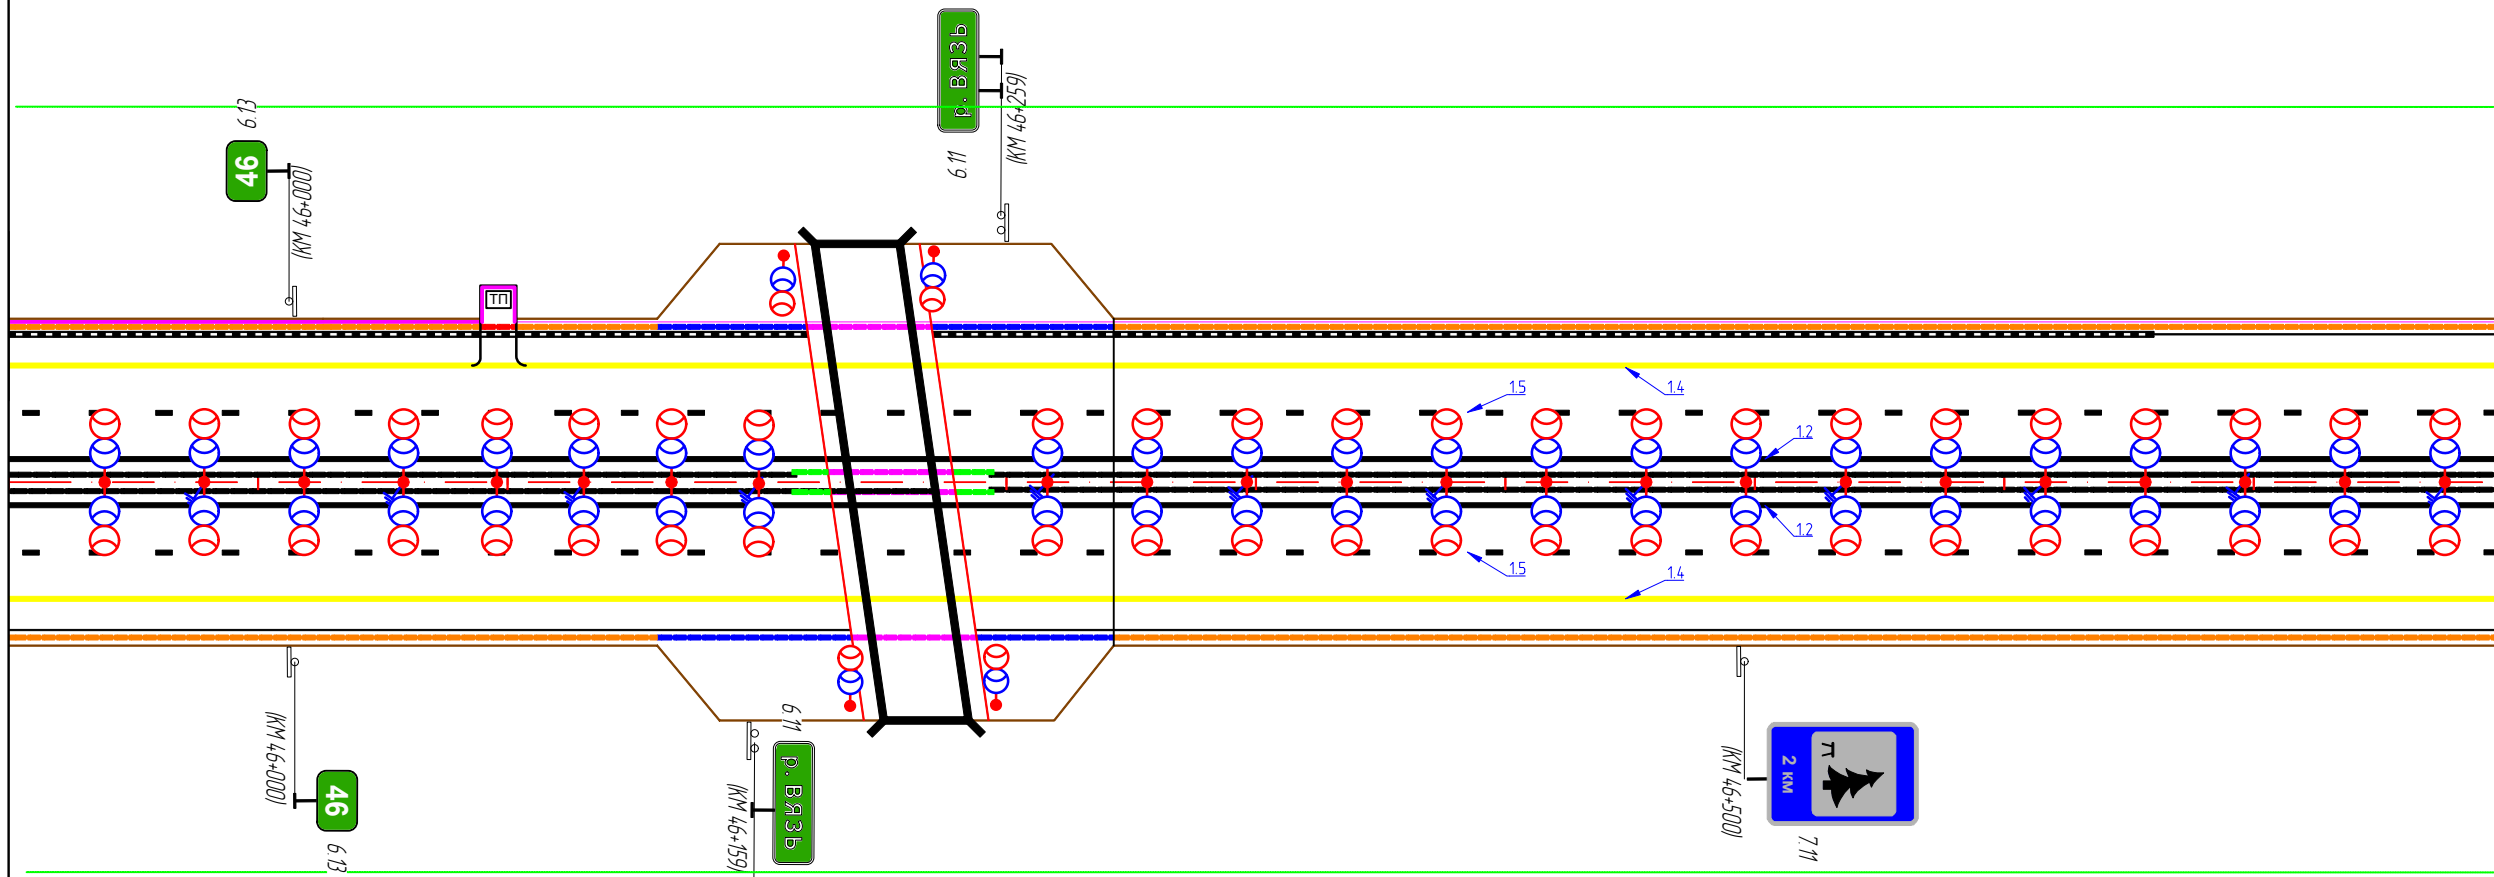 р. ВЯЗЬ
(КМ 46+259)
6.11
6.13
46
(КМ 46+000)
ТП
1.5
1.4
1.2
1.2
1.5
1.4
(КМ 46+000)
46
6.13
6.11
р. ВЯЗЬ
(КМ 46+159)
(КМ 46+500)
2 КМ
7.11